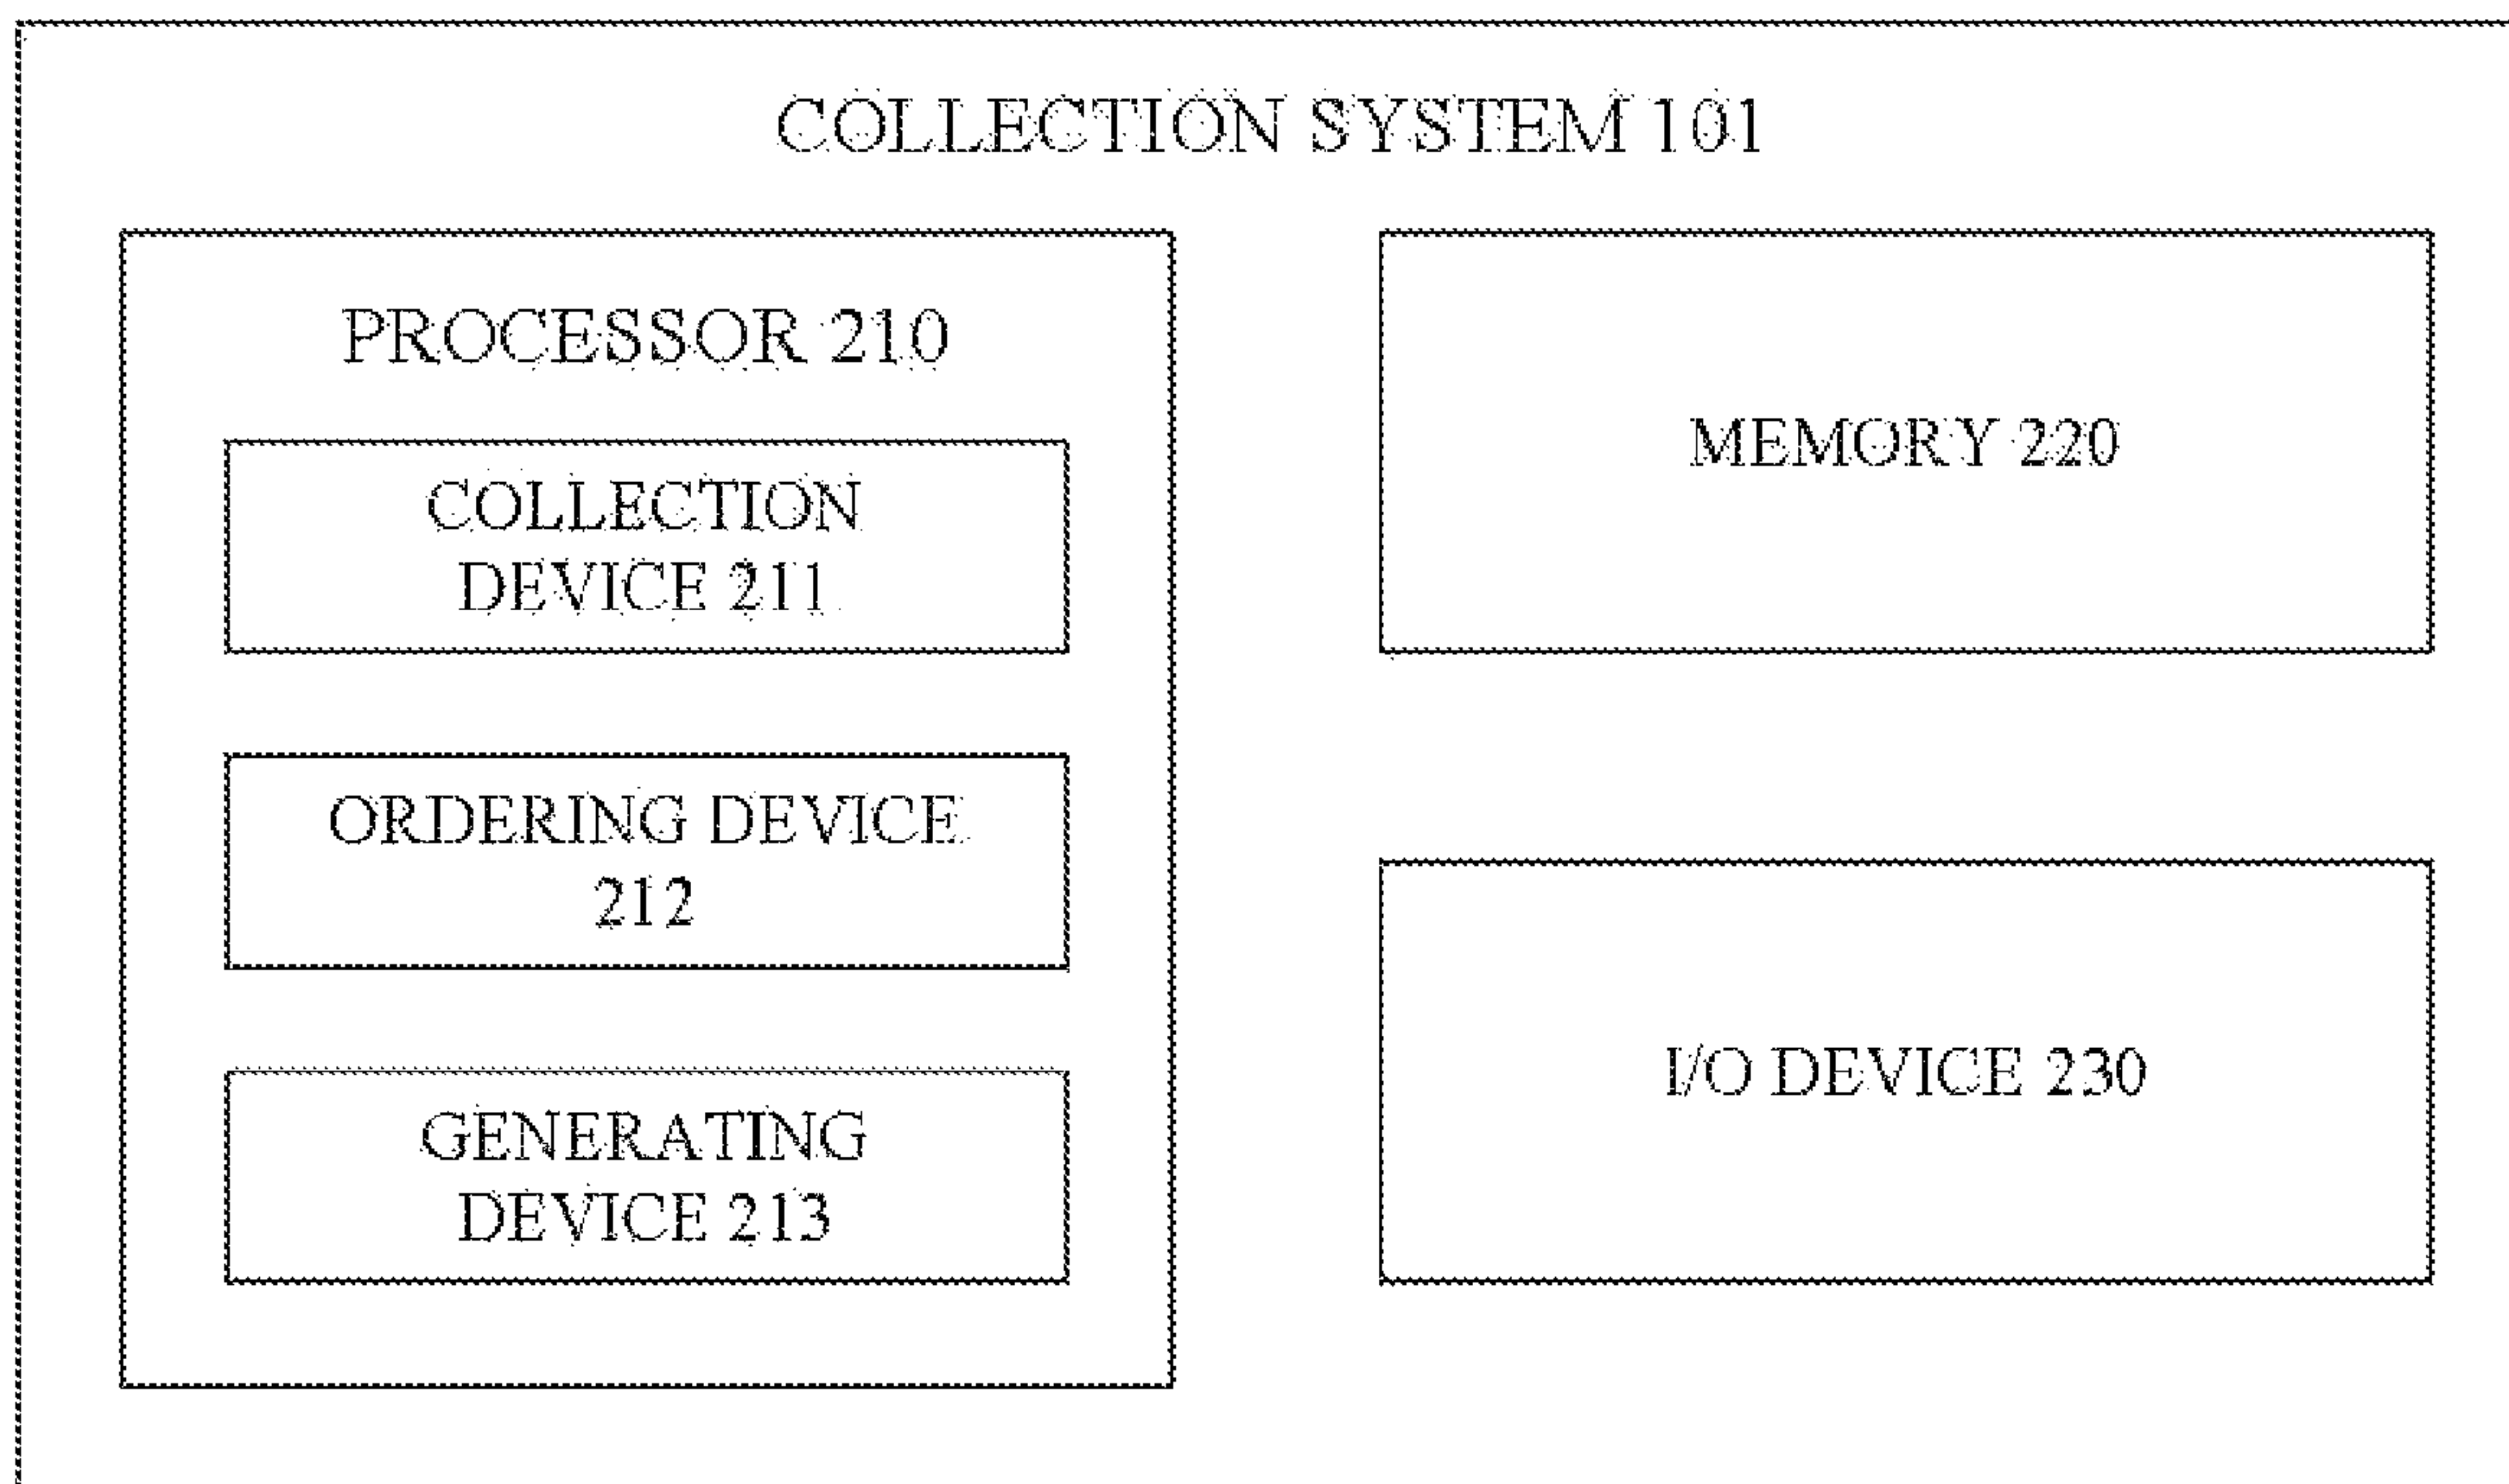 COLLECTION SYSTEM 101
PROCESSOR 210
COLLECTION
DEVICE 211
ORDERING DEVICE
212
GENERATING
DEVICE 213
MEMORY 220
I/O DEVICE 230